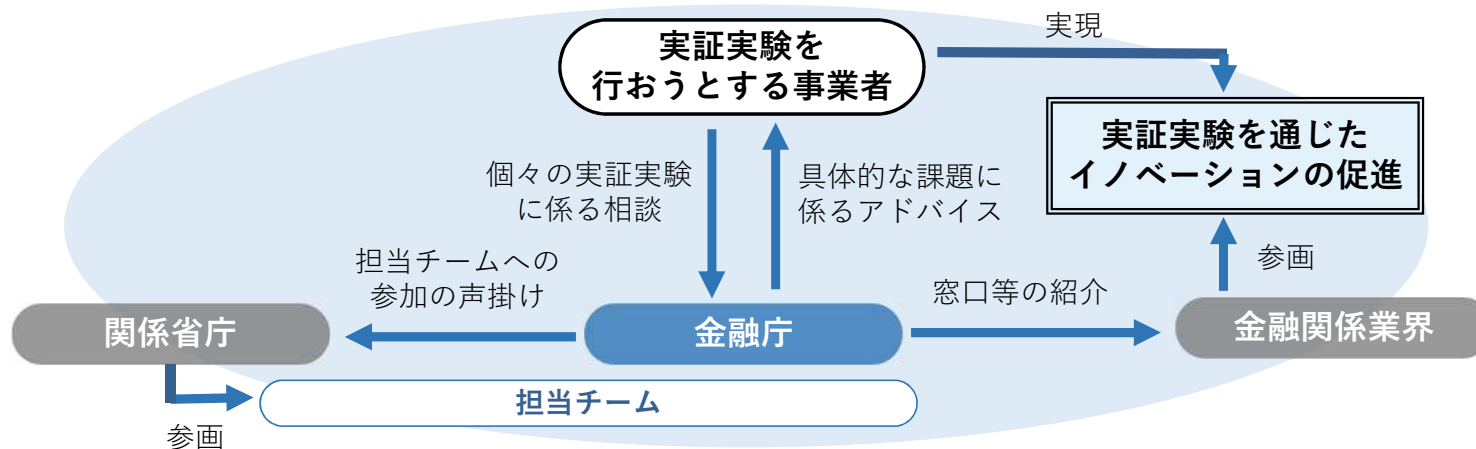 実証実験を
行おうとする事業者
実現
実証実験を通じた
イノベーションの促進
個々の実証実験
に係る相談
具体的な課題に
係るアドバイス
担当チームへの
参加の声掛け
窓口等の紹介
参画
関係省庁
金融庁
金融関係業界
担当チーム
参画